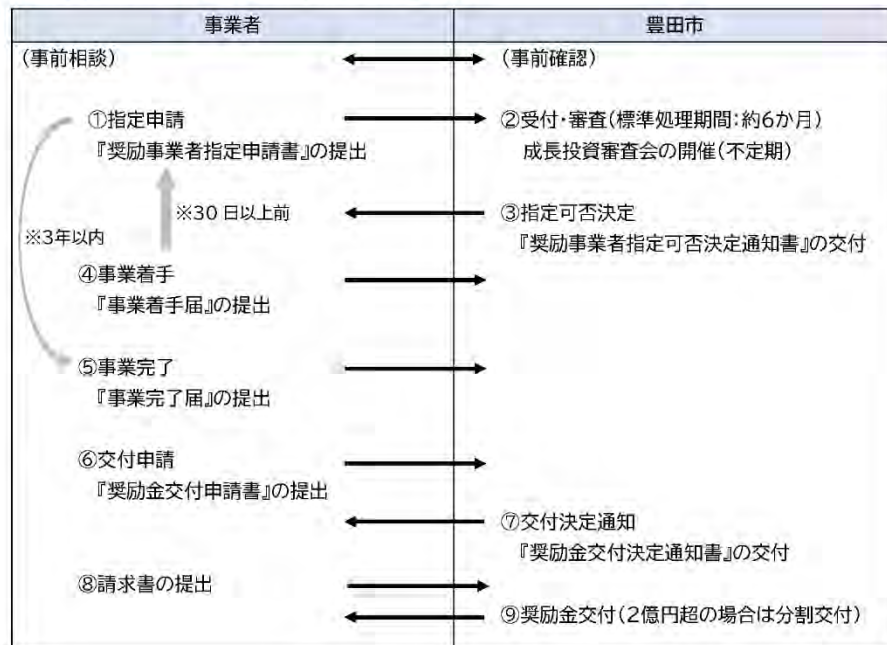 事業者
豊田市
(事前相談)
(事前確認)
①指定申請
『奨励事業者指定申請書』の提出
②受付・審査(標準処理期間:約6か月)
成長投資審査会の開催(不定期)
※30日以上前
③指定可否決定
『奨励事業者指定可否決定通知書』の交付
※3年以内
④事業着手
『事業着手届』の提出
⑤事業完了
『事業完了届』の提出
⑥交付申請
『奨励金交付申請書』の提出
⑦交付決定通知
『奨励金交付決定通知書』の交付
⑧請求書の提出
⑨奨励金交付(2億円超の場合は分割交付)